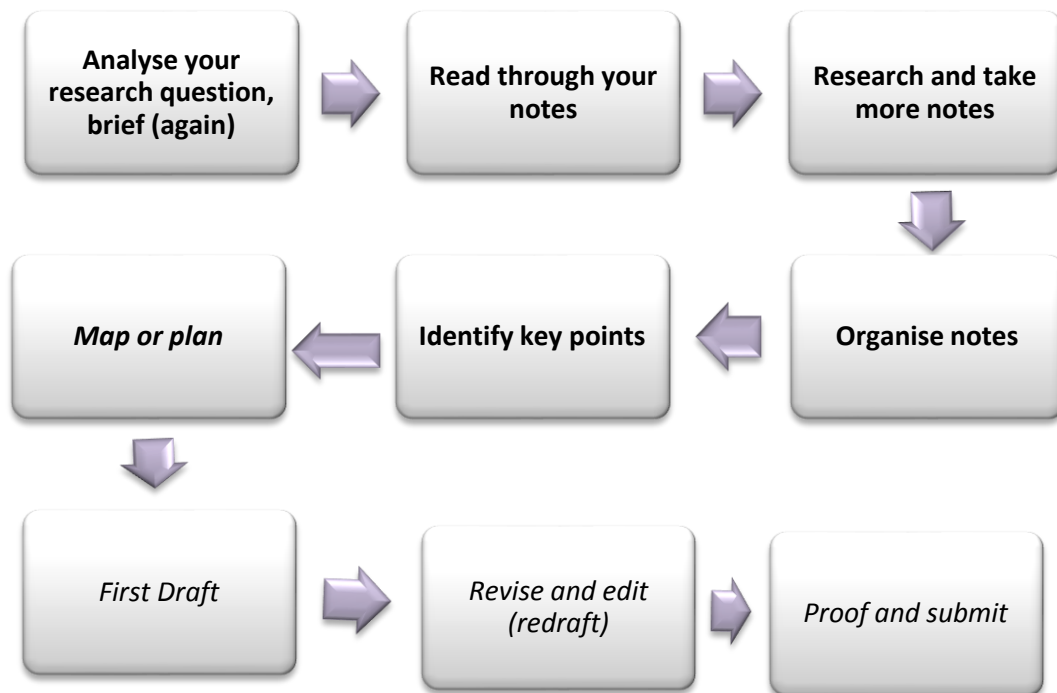 Analyse your
research question,
brief (again)
Read through your
notes
Research and take
more notes
Organise notes
Identify key points
Map or plan
First Draft
Revise and edit
(redraft)
Proof and submit